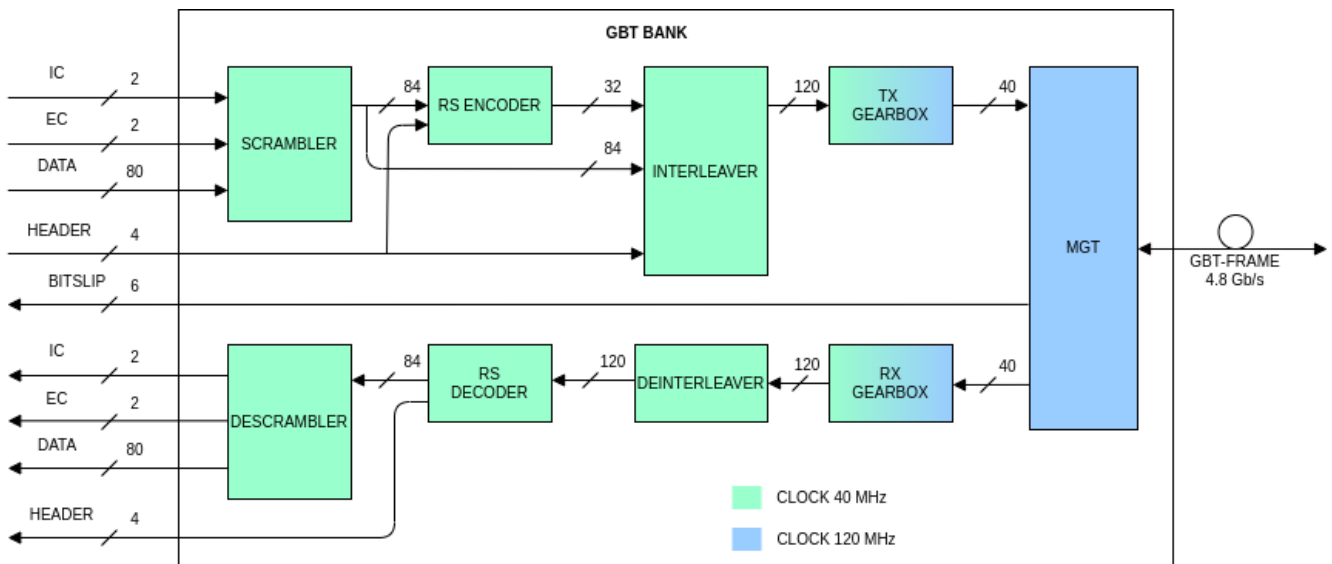 GBT BANK
IC
2
EC
2
DATA
80
HEADER
4
BITSLIP
6
SCRAMBLER
84
RS ENCODER
32
84
INTERLEAVER
120
TX
GEARBOX
40
MGT
GBT-FRAME
4.8 Gb/s
IC
2
EC
2
DATA
80
HEADER
4
DESCRAMBLER
84
RS
DECODER
120
DEINTERLEAVER
120
RX
GEARBOX
40
CLOCK 40 MHz
CLOCK 120 MHz